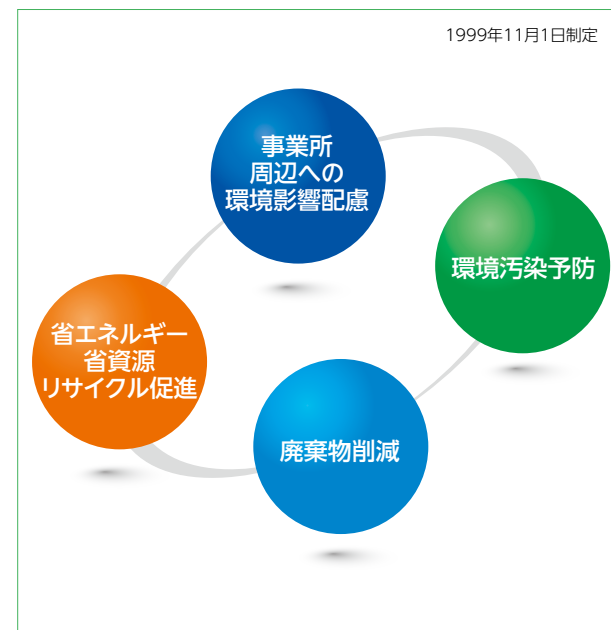 1999年11月1日制定
事業所
周辺への
環境影響配慮
環境汚染予防
省エネルギー
省資源
リサイクル促進
廃棄物削減